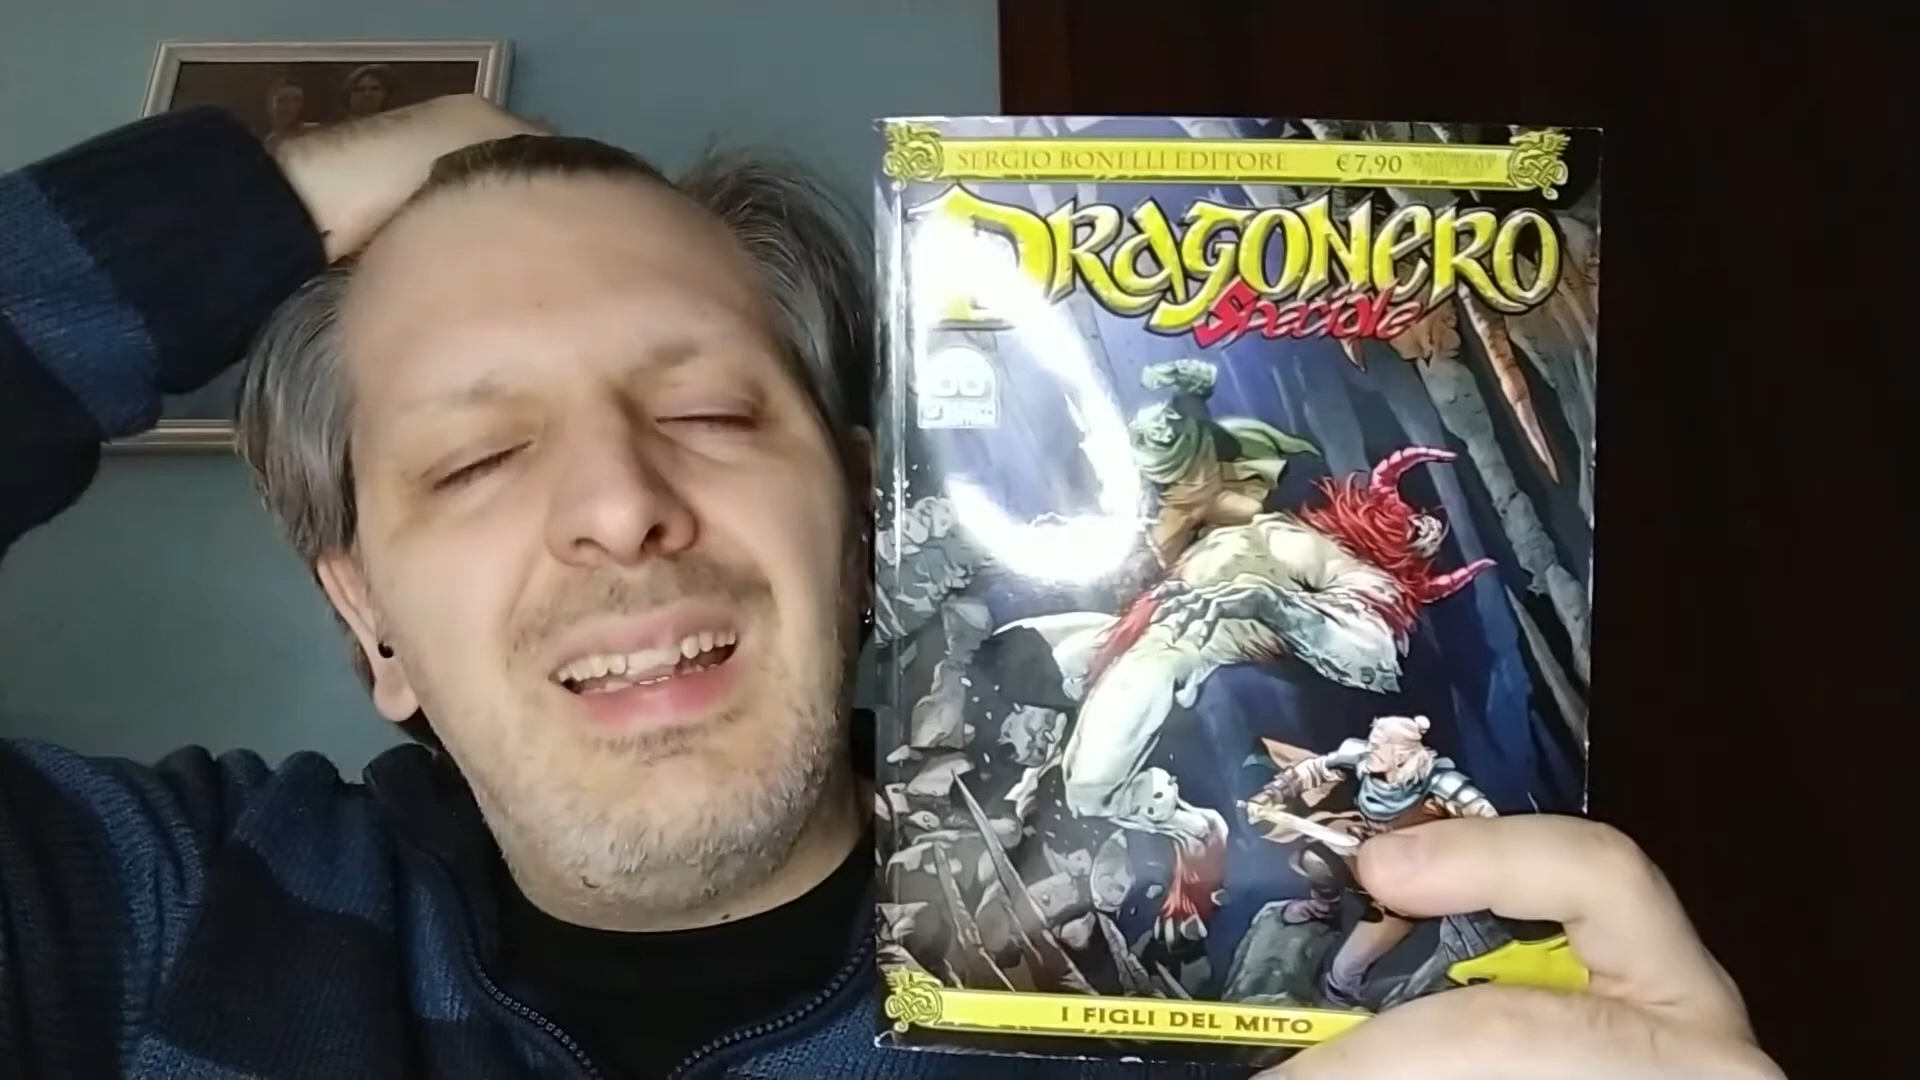 SERGIO BONELLI EDITORE € 7,90
DRAGONERO
Speciale
I FIGLI DEL MITO